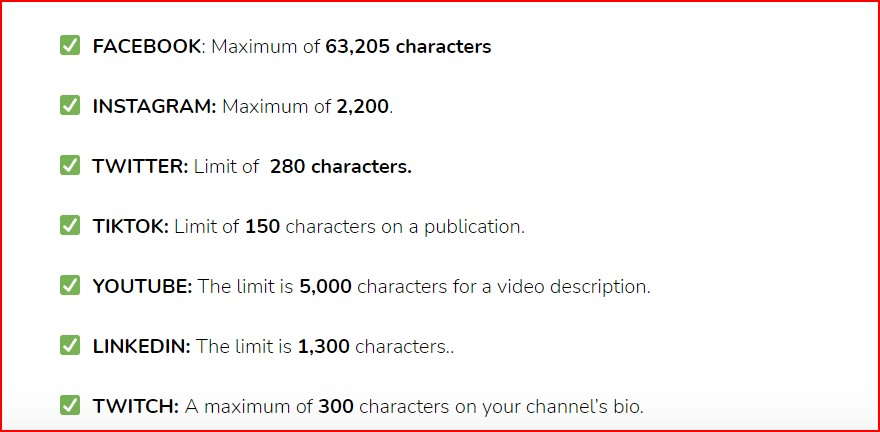 ✅ FACEBOOK: Maximum of 63,205 characters
✅ INSTAGRAM: Maximum of 2,200.
✅ TWITTER: Limit of 280 characters.
✅ TIKTOK: Limit of 150 characters on a publication.
✅ YOUTUBE: The limit is 5,000 characters for a video description.
✅ LINKEDIN: The limit is 1,300 characters..
✅ TWITCH: A maximum of 300 characters on your channel’s bio.